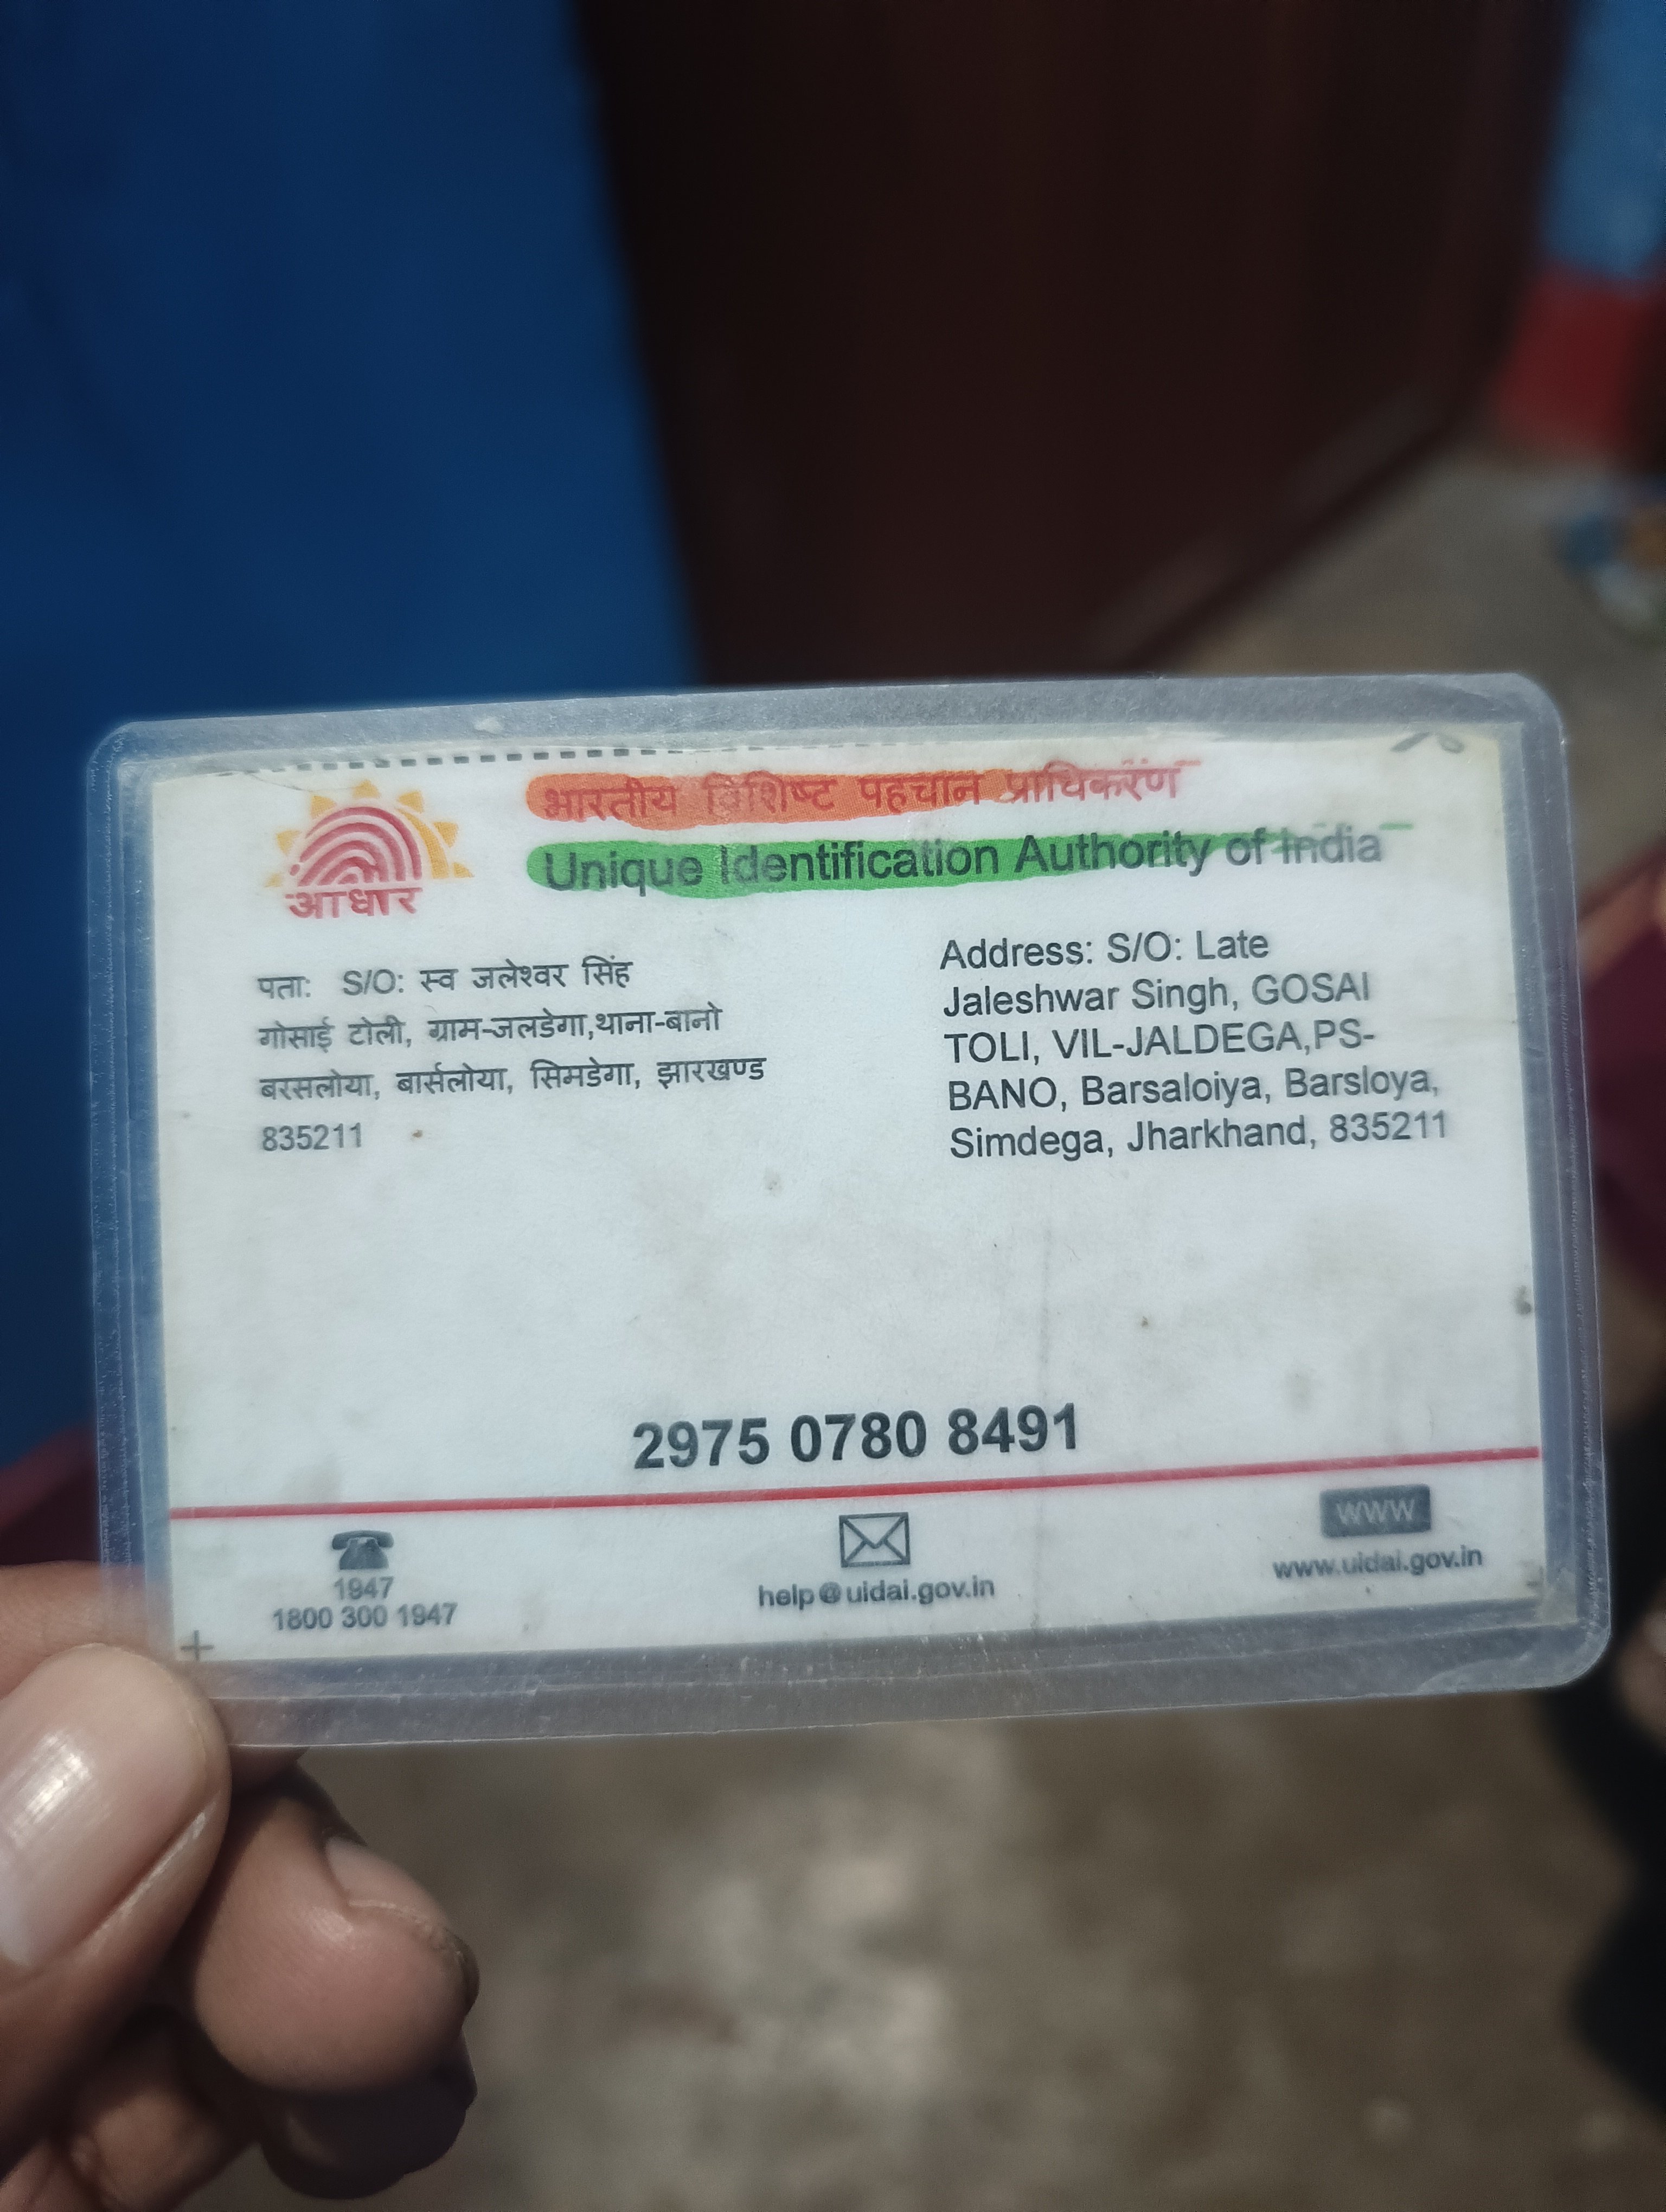 भारतीय विशिष्ट पहचान प्राधिकरण
Unique Identification Authority of India
आधार
पता: S/O: स्व जलेश्वर सिंह
गोसाई टोली, ग्राम-जलडेगा,थाना-बानो
बरसलोया, बार्सलोया, सिमडेगा, झारखण्ड
835211
Address: S/O: Late
Jaleshwar Singh, GOSAI
TOLI, VIL-JALDEGA,PS-
BANO, Barsaloiya, Barsloya,
Simdega, Jharkhand, 835211
2975 0780 8491
1947
1800 300 1947
help@uidai.gov.in
WWW
www.uidai.gov.in